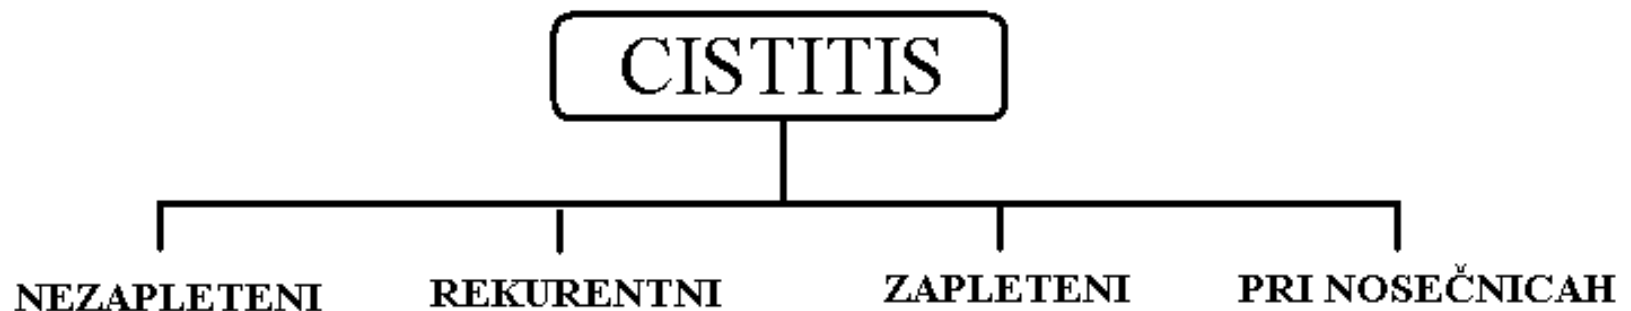 CISTITIS
NEZAPLETENI
REKURENTNI
ZAPLETENI
PRI NOSEČNICAH